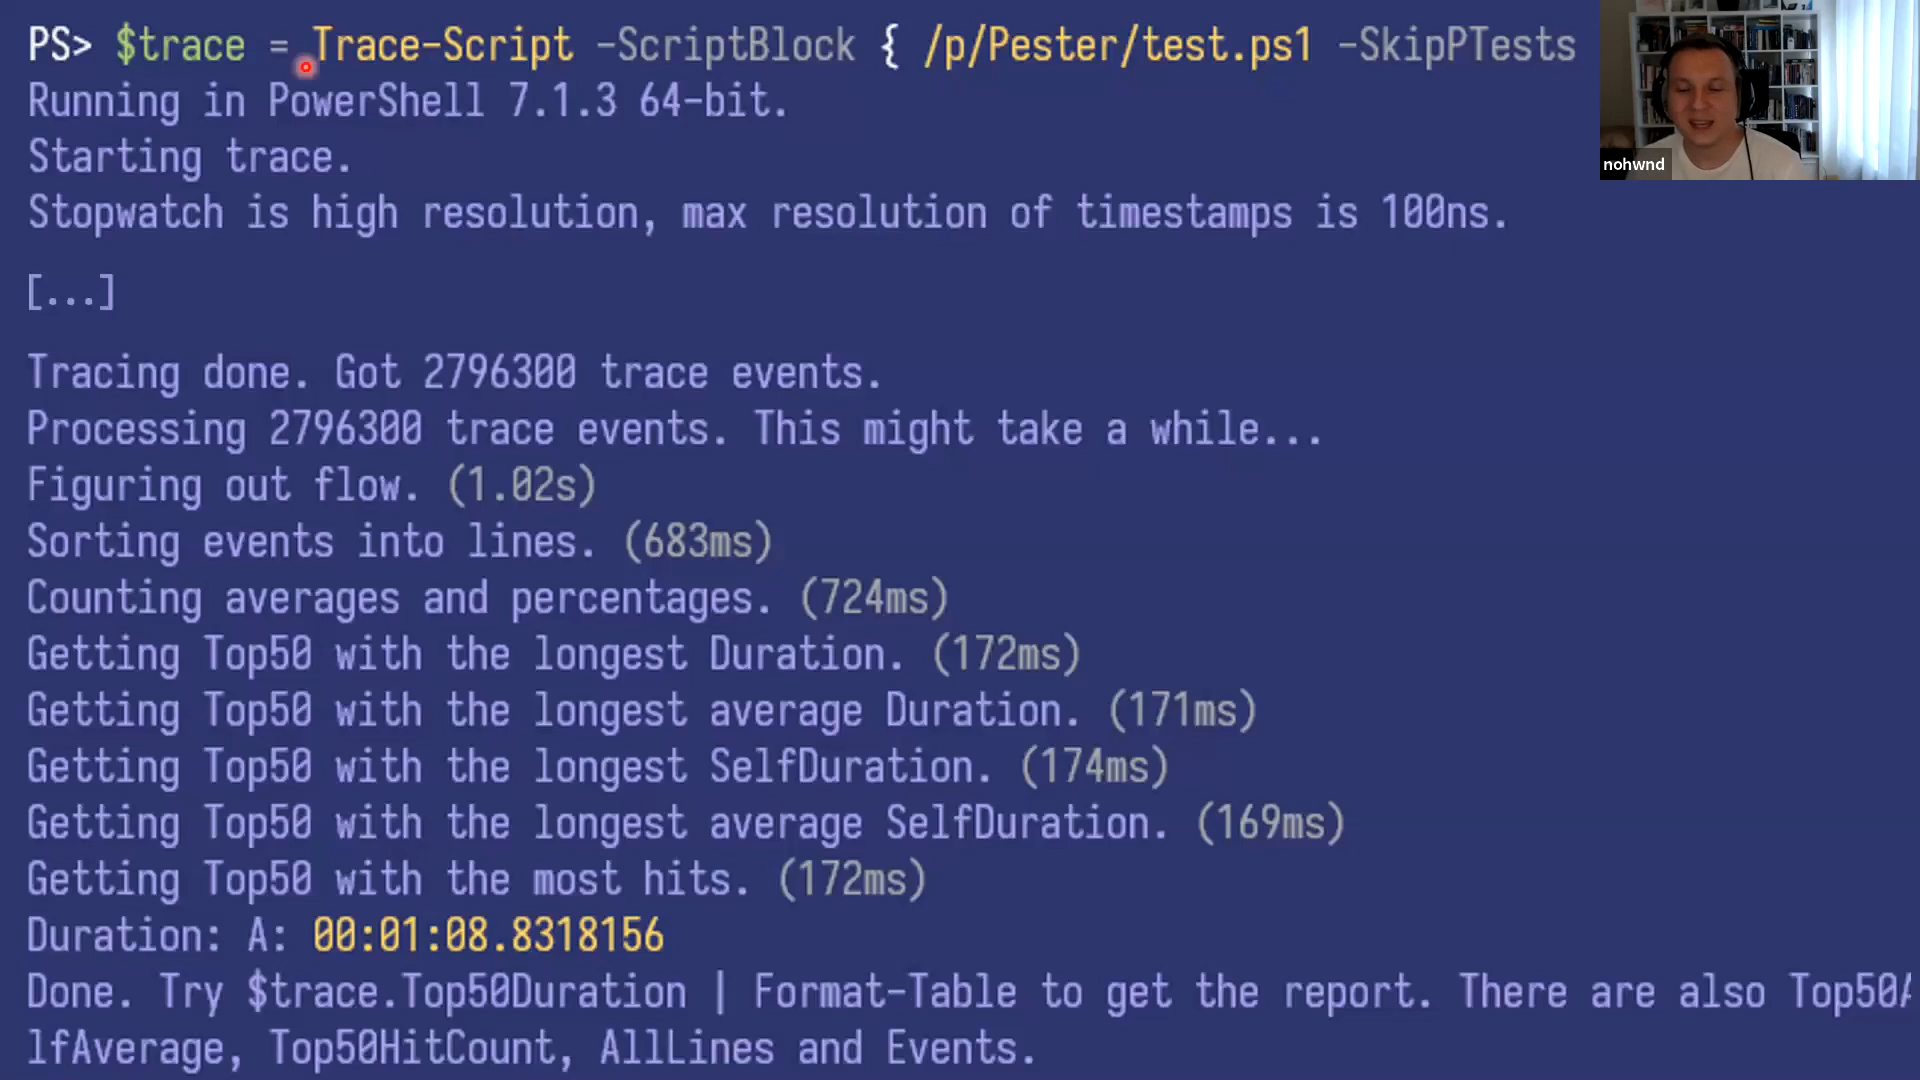 PS> $trace = Trace-Script -ScriptBlock { /p/Pester/test.ps1 -SkipPTests
Running in PowerShell 7.1.3 64-bit.
Starting trace.
Stopwatch is high resolution, max resolution of timestamps is 100ns.
[...]
Tracing done. Got 2796300 trace events.
Processing 2796300 trace events. This might take a while...
Figuring out flow. (1.02s)
Sorting events into lines. (683ms)
Counting averages and percentages. (724ms)
Getting Top50 with the longest Duration. (172ms)
Getting Top50 with the longest average Duration. (171ms)
Getting Top50 with the longest SelfDuration. (174ms)
Getting Top50 with the longest average SelfDuration. (169ms)
Getting Top50 with the most hits. (172ms)
Duration: A: 00:01:08.8318156
Done. Try $trace.Top50Duration | Format-Table to get the report. There are also Top50A
lfAverage, Top50HitCount, AllLines and Events.
nohwnd